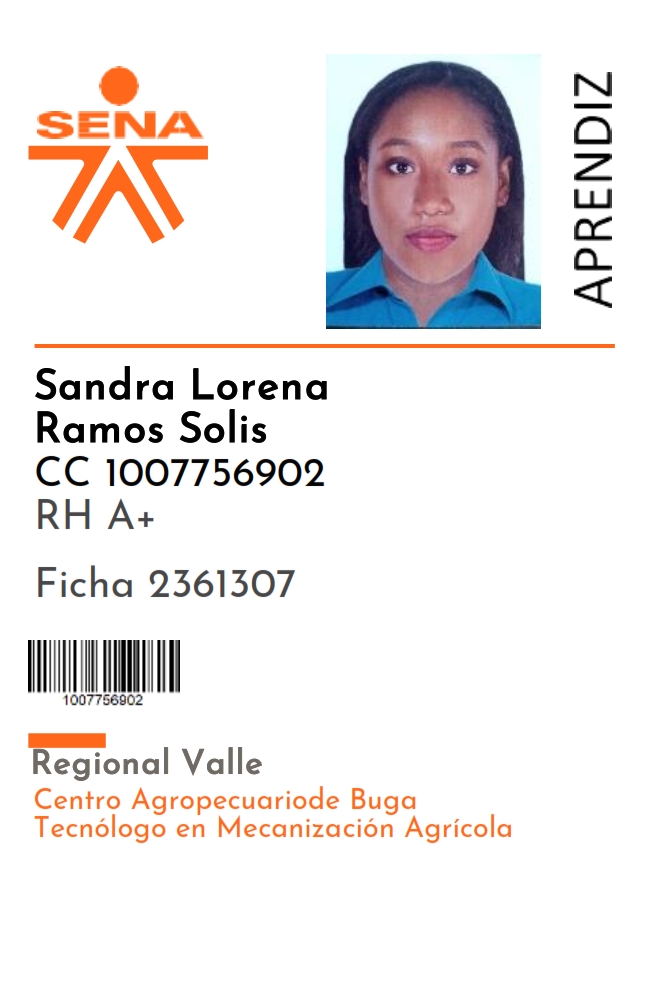 SENA
APRENDIZ
Sandra Lorena
Ramos Solis
CC 1007756902
RH A+
Ficha 2361307
1007756902
Regional Valle
Centro Agropecuariode Buga
Tecnólogo en Mecanización Agrícola